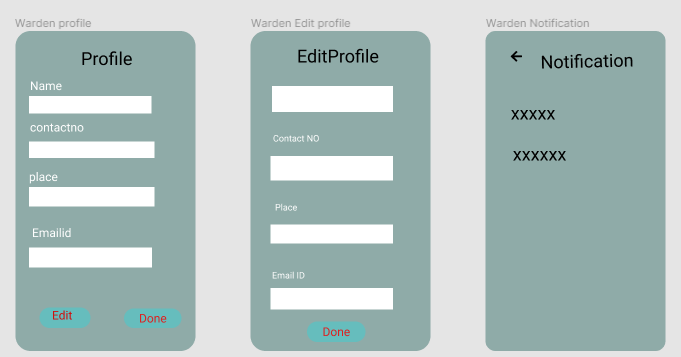 Warden profile
Profile
Name
contactno
place
Emailid
Edit
Done
Warden Edit profile
EditProfile
Contact NO
Place
Email ID
Done
Warden Notification
Notification
xxxxx
xxxxxx